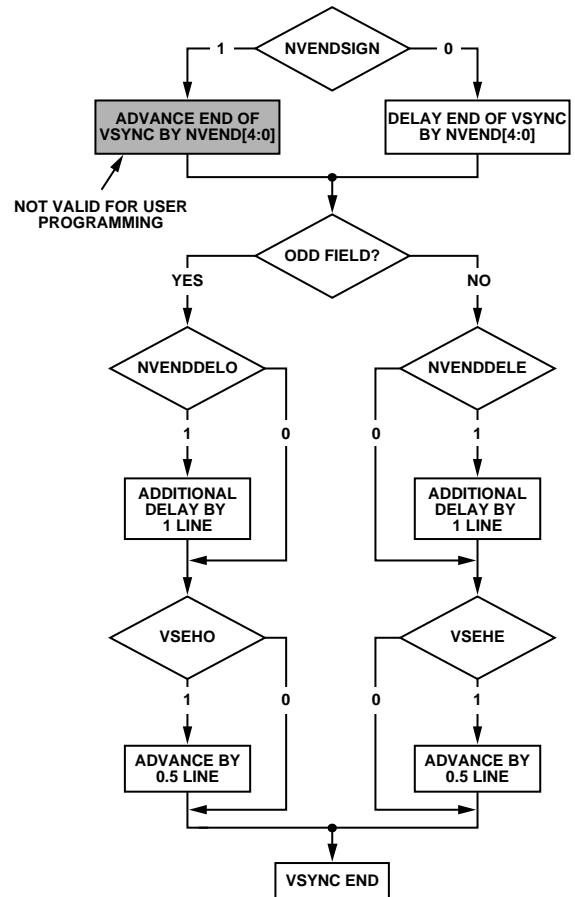 NVENDSIGN
1
0
ADVANCE END OF
VSYNC BY NVEND[4:0]
DELAY END OF VSYNC
BY NVEND[4:0]
NOT VALID FOR USER
PROGRAMMING
ODD FIELD?
YES
NO
NVENDDELO
NVENDDELE
1
0
0
1
ADDITIONAL
DELAY BY
1 LINE
ADDITIONAL
DELAY BY
1 LINE
VSEHO
VSEHE
1
0
0
1
ADVANCE BY
0.5 LINE
ADVANCE BY
0.5 LINE
VSYNC END